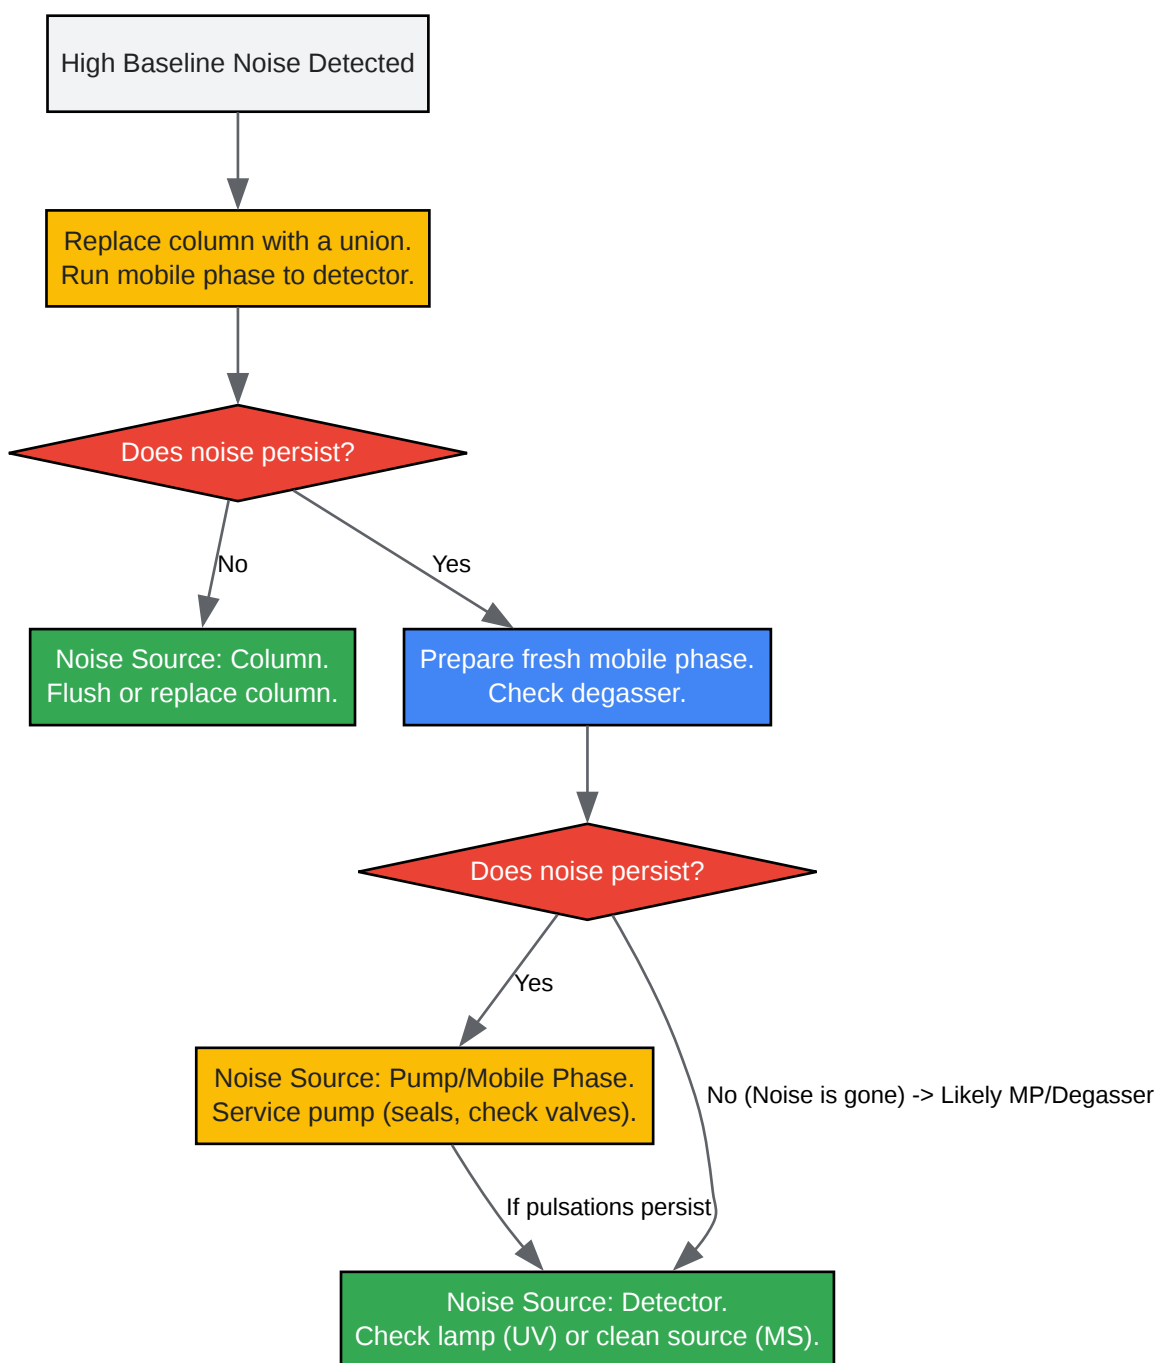 High Baseline Noise Detected
Replace column with a union.
Run mobile phase to detector.
Does noise persist?
No
Yes
Noise Source: Column.
Flush or replace column.
Prepare fresh mobile phase.
Check degasser.
Does noise persist?
Yes
Noise Source: Pump/Mobile Phase.
Service pump (seals, check valves).
No (Noise is gone) -> Likely MP/Degasser
If pulsations persist
Noise Source: Detector.
Check lamp (UV) or clean source (MS).